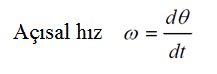 Açısal hız ω = dθ/dt